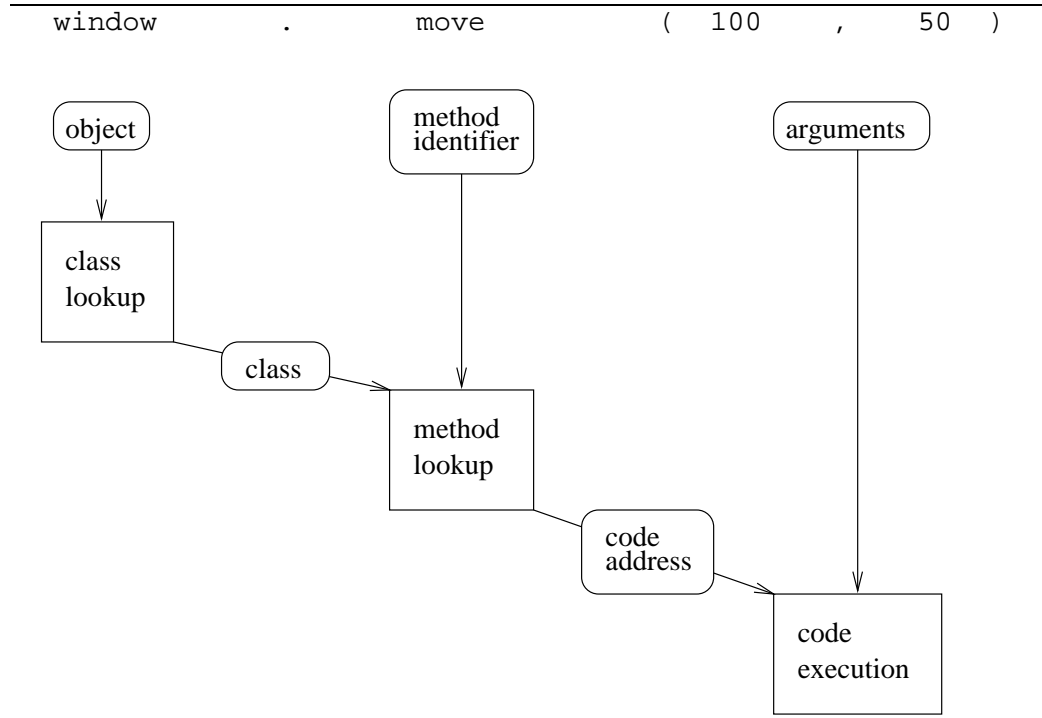 window . move ( 100 , 50 )
object
method
identifier
arguments
class
lookup
class
method
lookup
code
address
code
execution